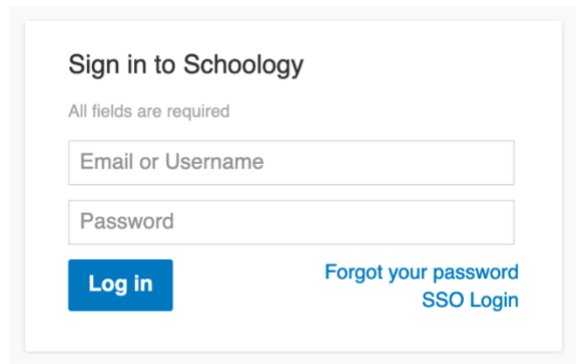 Sign in to Schoology
All fields are required
Email or Username
Password
Log in
Forgot your password
SSO Login